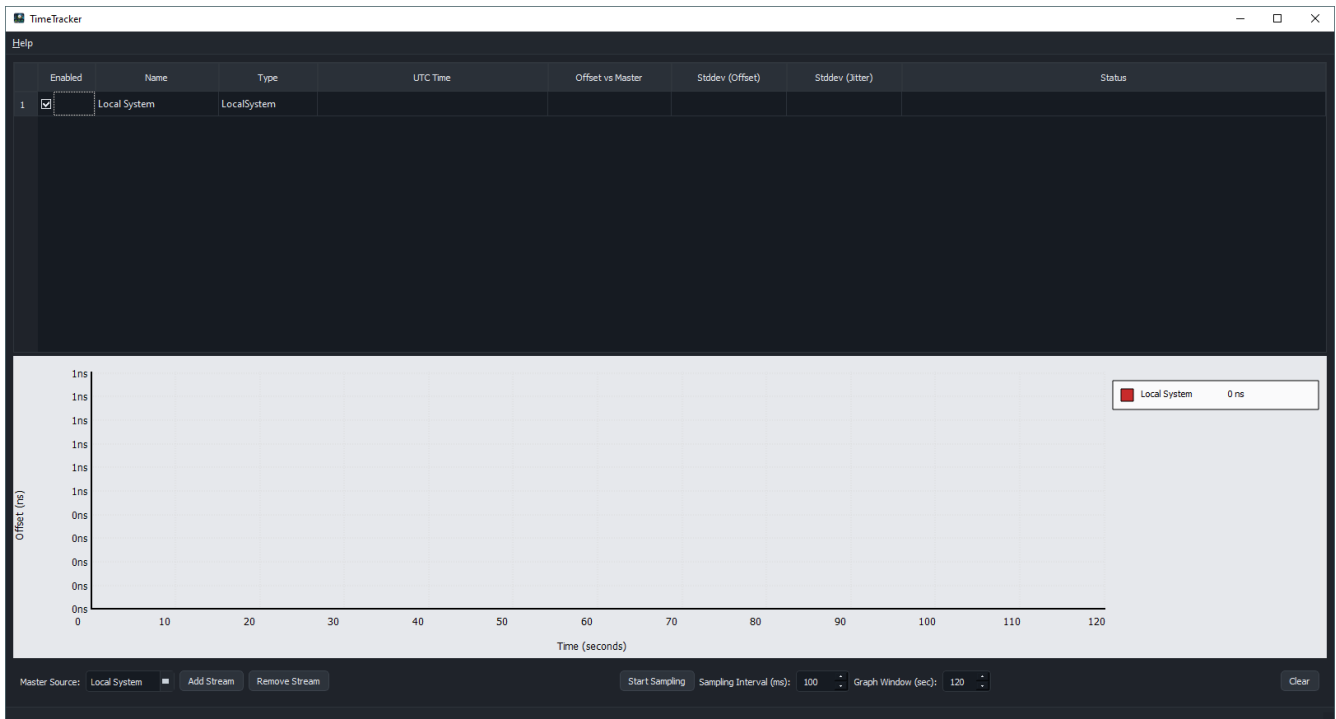 TimeTracker
Help
Enabled Name Type UTC Time Offset vs Master Stddev (Offset) Stddev (Jitter) Status
1 Local System LocalSystem
1ns
1ns
1ns
1ns
1ns
1ns
0ns
0ns
0ns
0ns
0ns
Offset (ns)
0 10 20 30 40 50 60 70 80 90 100 110 120
Time (seconds)
Local System 0 ns
Master Source: Local System Add Stream Remove Stream Start Sampling Sampling Interval (ms): 100 Graph Window (sec): 120 Clear